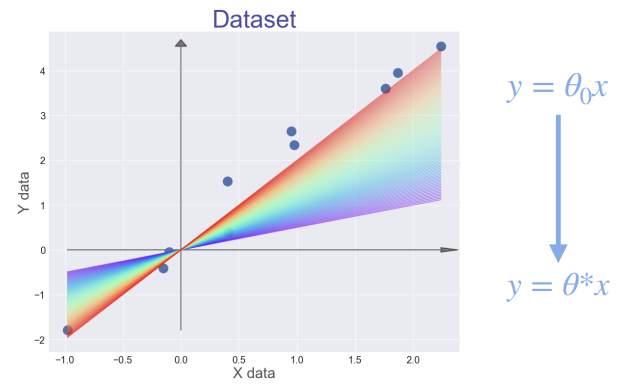 Dataset
y = θ₀x
4
3
2
1
0
−1
−2
Y data
−1.0 −0.5 0.0 0.5 1.0 1.5 2.0
X data
y = θ*x